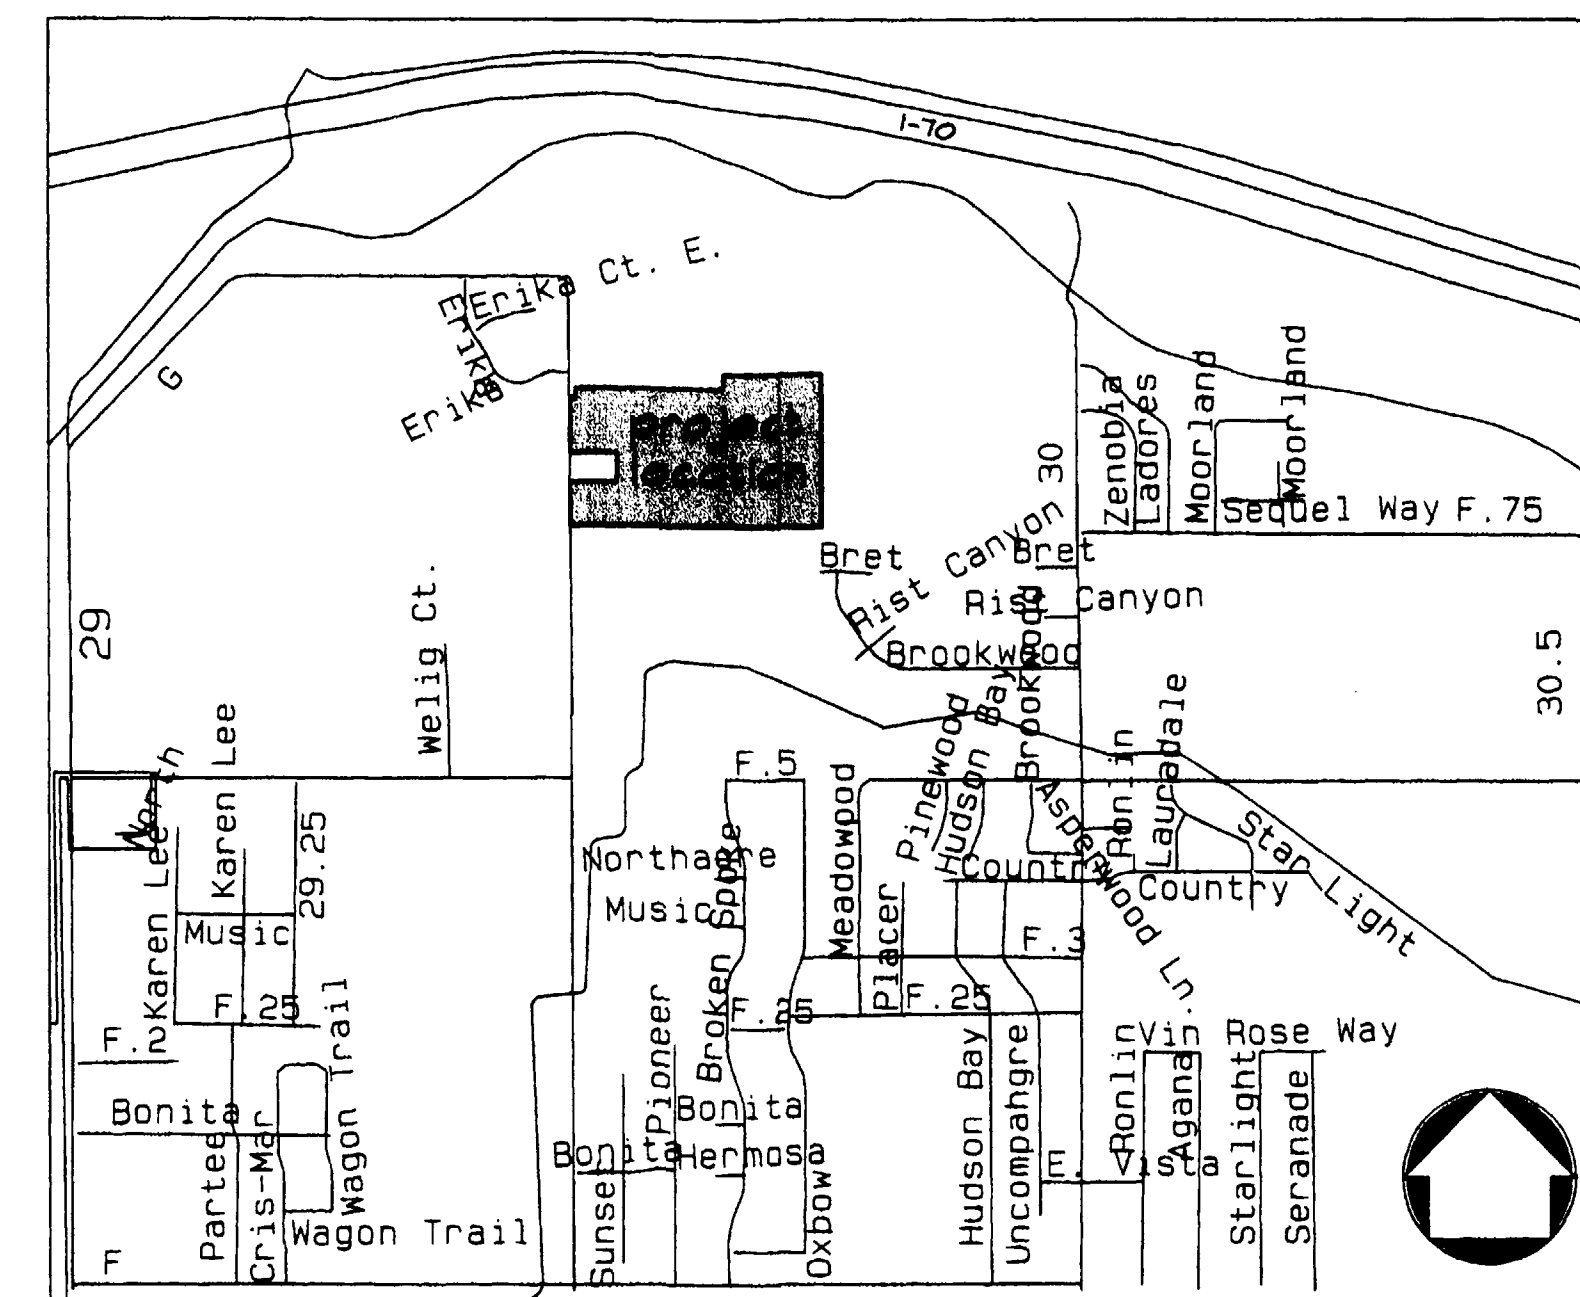 I-70
Erika Ct. E.
Erika
Erika
G
project
location
30
Zenobia
Ladores
Moorland
Moorland
Sequel Way F.75
Bret
Rist Canyon
Bret
Rist Canyon
Brookwood
Brookwood
29
Welig Ct.
30.5
North
Karen Lee
Karen Lee
29.25
Music
F.25
F.2
Trail
Wagon
Bonita
Partee
Cris-Mar
Wagon Trail
F
F.5
Northacre
Music
Broken Spoke
Meadowood
Placer
Pinewood
Hudson Bay
Aspenwood Ln.
Ronlin
Lauradale
Star Light
Country
Country
F.3
F.25
F.25
Pioneer
Bonita
Bonita
Hermosa
Sunset
Oxbow
Hudson Bay
Uncompahgre
E. Vista
Ronlin
Vin Rose Way
Agana
Starlight
Seranade